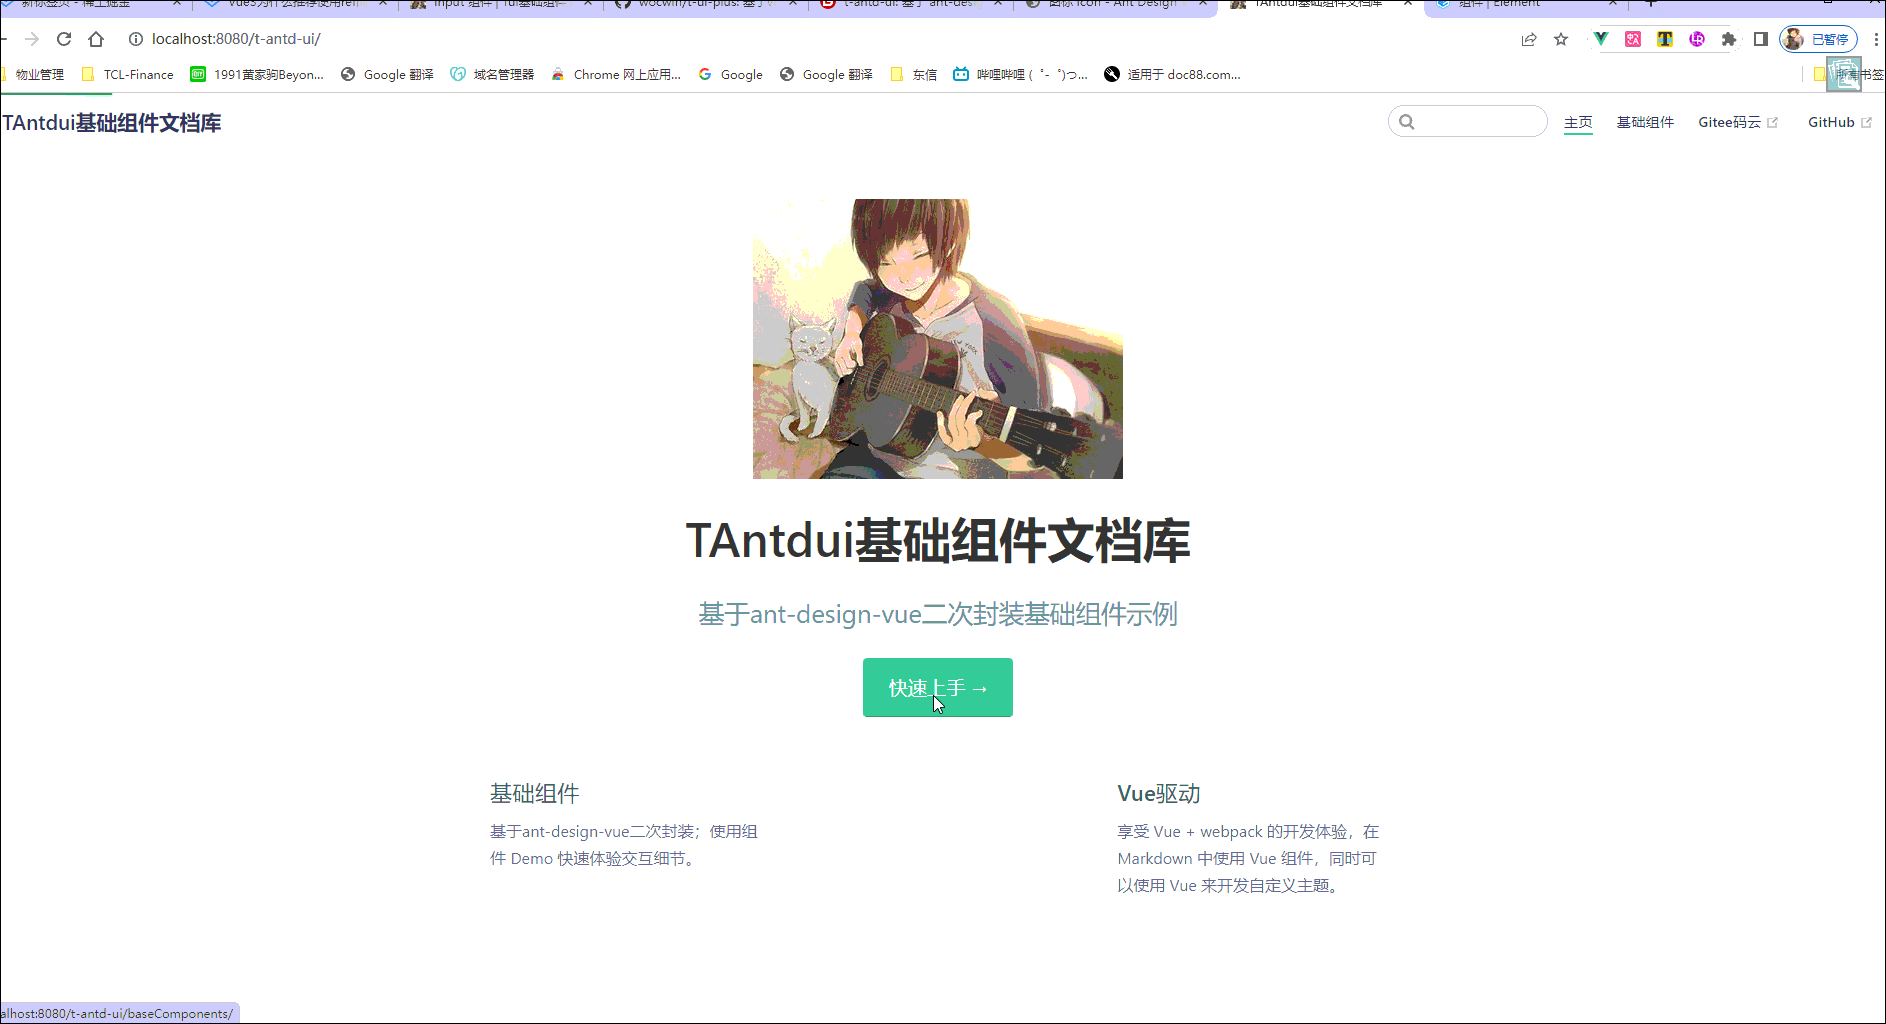 新标签页 - 稀土掘金
Vue3为什么推荐使用ref
Input 组件 | TuI基础组件
wocwin/t-ui-plus: 基于
t-antd-ui: 基于 ant-des
图标 Icon - Ant Design
TAntdui基础组件文档库
组件 | Element
localhost:8080/t-antd-ui/
已暂停
物业管理
TCL-Finance
1991黄家驹Beyon...
Google 翻译
域名管理器
Chrome 网上应用...
Google
Google 翻译
东信
哔哩哔哩 ( ゜- ゜)つ...
适用于 doc88.com...
书签
TAntdui基础组件文档库
主页
基础组件
Gitee码云
GitHub
TAntdui基础组件文档库
基于ant-design-vue二次封装基础组件示例
快速上手 →
基础组件
基于ant-design-vue二次封装；使用组
件 Demo 快速体验交互细节。
Vue驱动
享受 Vue + webpack 的开发体验，在
Markdown 中使用 Vue 组件，同时可
以使用 Vue 来开发自定义主题。
alhost:8080/t-antd-ui/baseComponents/